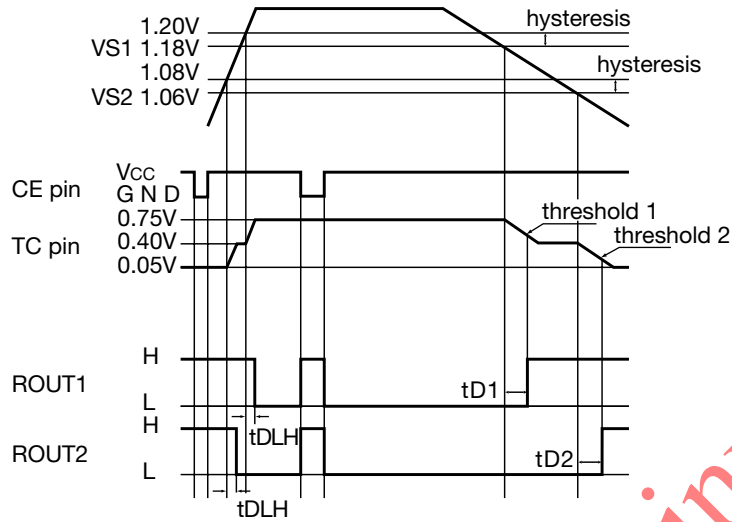 1.20V
hysteresis
VS1 1.18V
1.08V
hysteresis
VS2 1.06V
CE pin
VCC
G N D
0.75V
threshold 1
TC pin
0.40V
threshold 2
0.05V
H
ROUT1
tD1
L
tDLH
H
ROUT2
tD2
L
tDLH